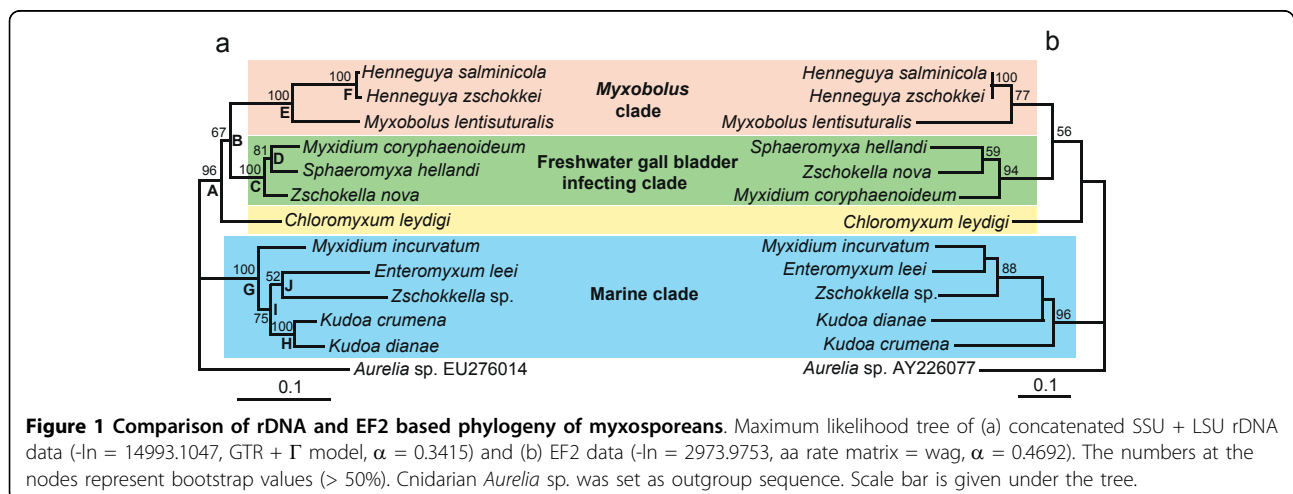 a
b
100
Henneguya salminicola
F
Henneguya zschokkei
100
E
Myxobolus lentisuturalis
67
B
81
D
Myxidium coryphaenoideum
Sphaeromyxa hellandi
100
C
Zschokella nova
96
A
Chloromyxum leydigi
Myxidium incurvatum
100
G
52
J
Enteromyxum leei
Zschokkella sp.
I
75
100
H
Kudoa crumena
Kudoa dianae
Aurelia sp. EU276014
0.1
Myxobolus
clade
Freshwater gall bladder
infecting clade
Marine clade
Henneguya salminicola
100
Henneguya zschokkei
77
Myxobolus lentisuturalis
56
Sphaeromyxa hellandi
59
Zschokella nova
94
Myxidium coryphaenoideum
Chloromyxum leydigi
Myxidium incurvatum
Enteromyxum leei
88
Zschokkella sp.
Kudoa dianae
96
Kudoa crumena
Aurelia sp. AY226077
0.1
Figure 1 Comparison of rDNA and EF2 based phylogeny of myxosporeans. Maximum likelihood tree of (a) concatenated SSU + LSU rDNA
data (-ln = 14993.1047, GTR + Γ model, α = 0.3415) and (b) EF2 data (-ln = 2973.9753, aa rate matrix = wag, α = 0.4692). The numbers at the
nodes represent bootstrap values (> 50%). Cnidarian Aurelia sp. was set as outgroup sequence. Scale bar is given under the tree.